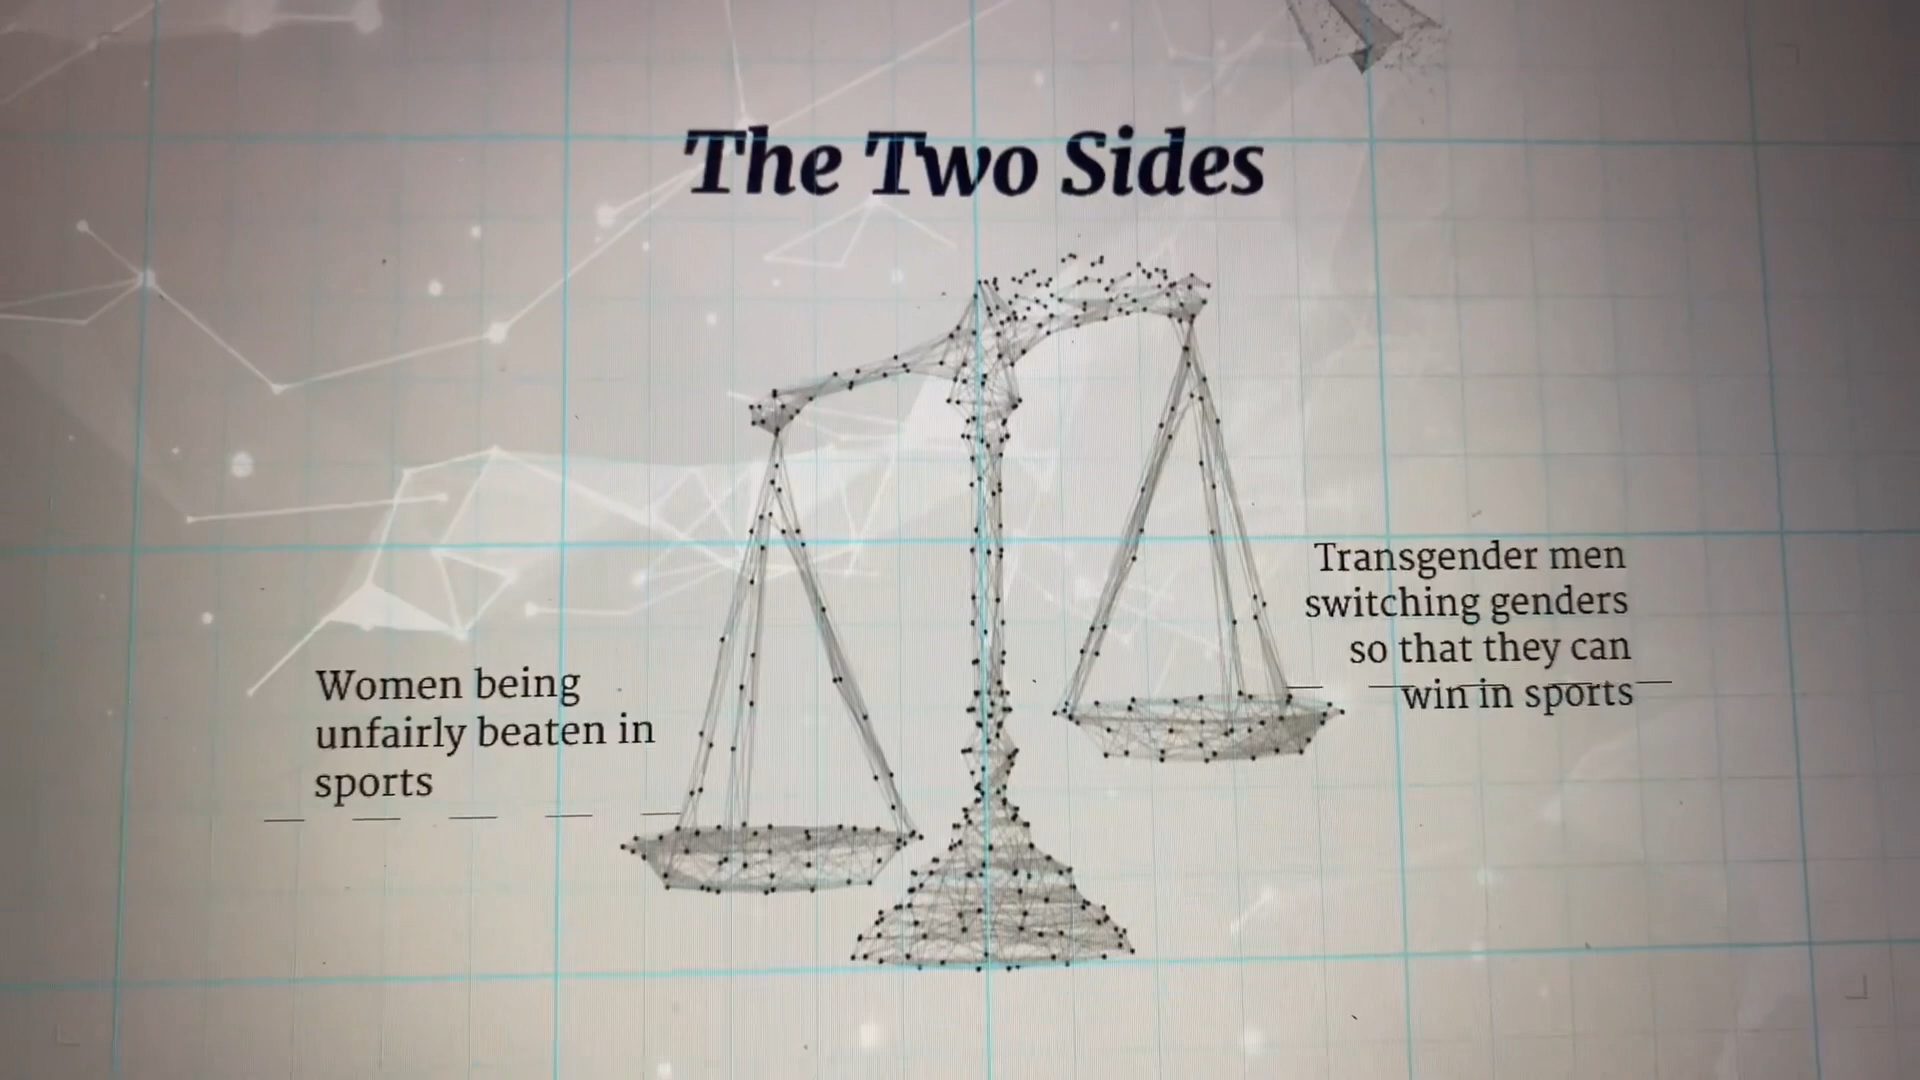 The Two Sides
Women being
unfairly beaten in
sports
Transgender men
switching genders
so that they can
win in sports